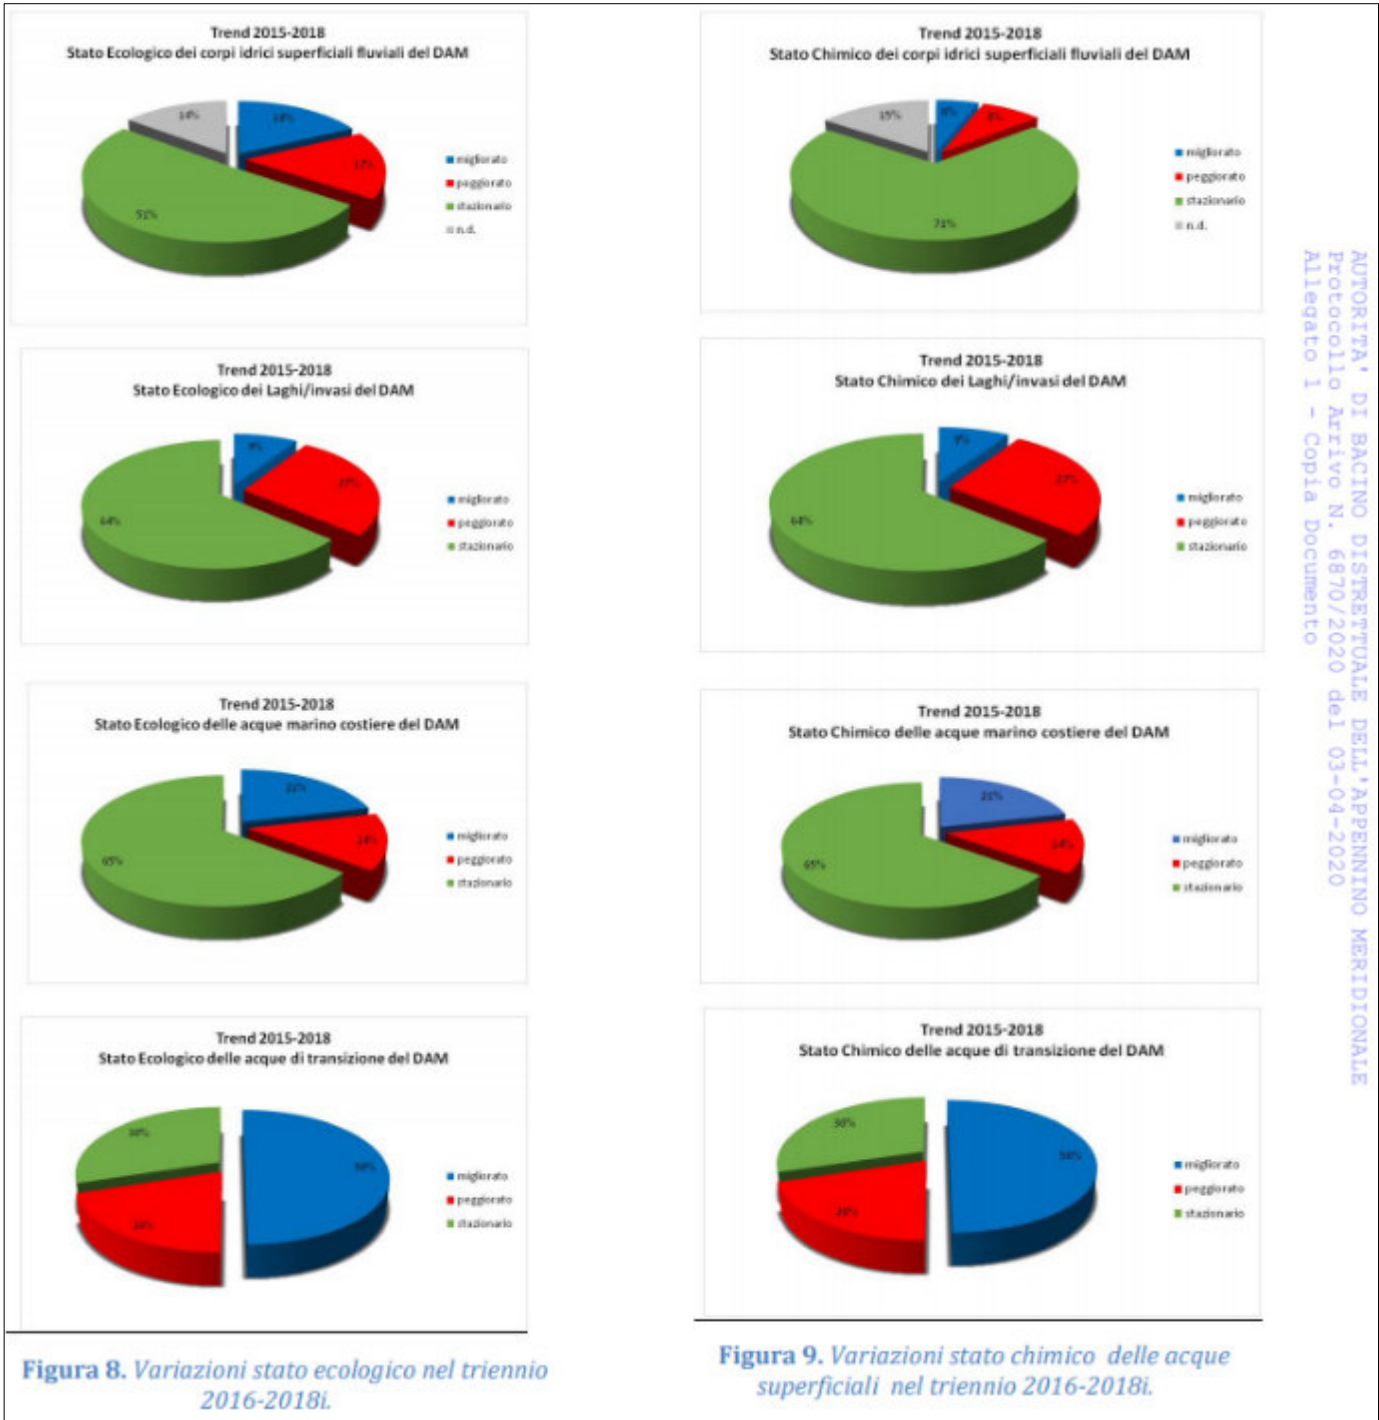 Trend 2015-2018
Stato Ecologico dei corpi idrici superficiali fluviali del DAM
14%
18%
17%
51%
migliorato
peggiorato
stazionario
n.d.
Trend 2015-2018
Stato Chimico dei corpi idrici superficiali fluviali del DAM
15%
6%
8%
71%
migliorato
peggiorato
stazionario
n.d.
Trend 2015-2018
Stato Ecologico dei Laghi/invasi del DAM
9%
27%
64%
migliorato
peggiorato
stazionario
Trend 2015-2018
Stato Chimico dei Laghi/invasi del DAM
9%
27%
64%
migliorato
peggiorato
stazionario
Trend 2015-2018
Stato Ecologico delle acque marino costiere del DAM
21%
14%
65%
migliorato
peggiorato
stazionario
Trend 2015-2018
Stato Chimico delle acque marino costiere del DAM
21%
14%
65%
migliorato
peggiorato
stazionario
Trend 2015-2018
Stato Ecologico delle acque di transizione del DAM
30%
50%
20%
migliorato
peggiorato
stazionario
Trend 2015-2018
Stato Chimico delle acque di transizione del DAM
30%
50%
20%
migliorato
peggiorato
stazionario
Figura 8. Variazioni stato ecologico nel triennio
2016-2018i.
Figura 9. Variazioni stato chimico delle acque
superficiali nel triennio 2016-2018i.
AUTORITA' DI BACINO DISTRETTUALE DELL'APPENNINO MERIDIONALE
Protocollo Arrivo N. 6870/2020 del 03-04-2020
Allegato 1 - Copia Documento